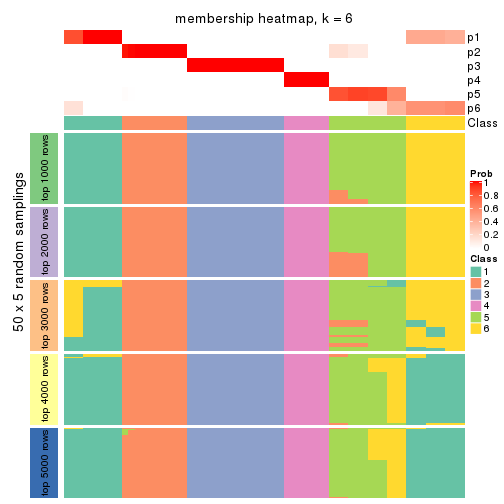 membership heatmap, k = 6
p1
p2
p3
p4
p5
p6
Class
50 x 5 random samplings
top 1000 rows
top 2000 rows
top 3000 rows
top 4000 rows
top 5000 rows
Prob
1
0.8
0.6
0.4
0.2
0
Class
1
2
3
4
5
6